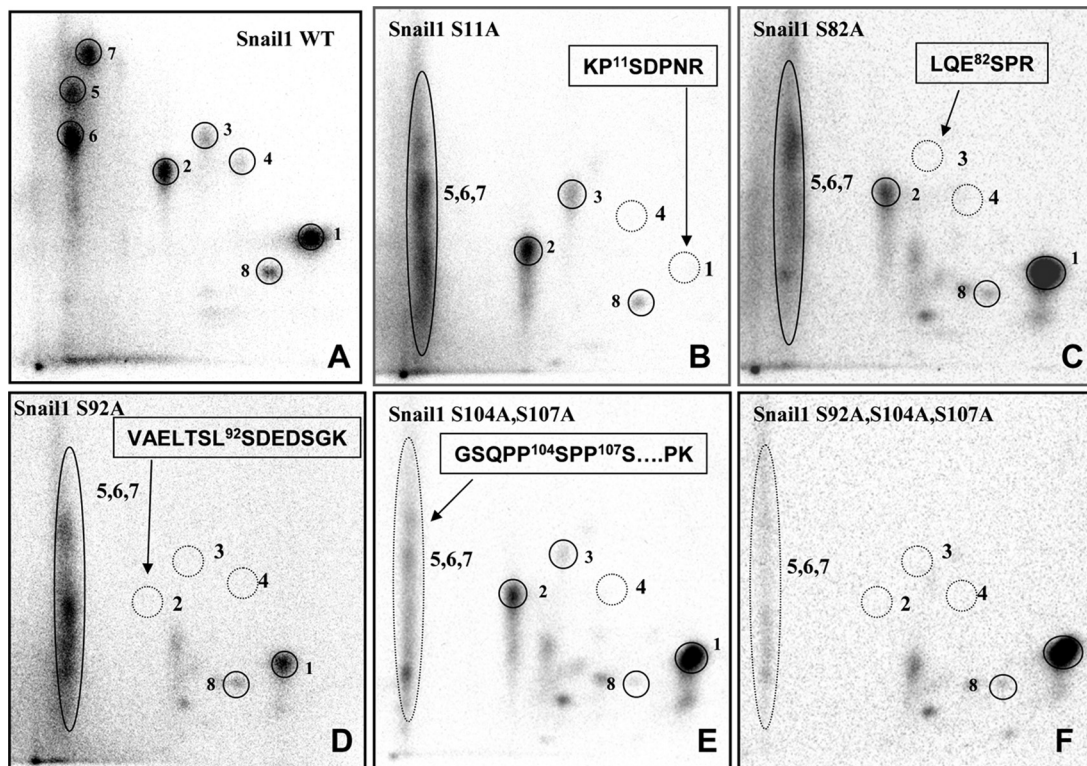 Snail1 WT
7
5
6
3
4
2
1
8
A
Snail1 S11A
KP¹¹SDPNR
5,6,7
3
4
2
1
8
B
Snail1 S82A
LQE⁸²SPR
3
5,6,7
2
4
1
8
C
Snail1 S92A
VAELTSL⁹²SDEDSGK
5,6,7
3
4
2
1
8
D
Snail1 S104A,S107A
GSQPP¹⁰⁴SPP¹⁰⁷S....PK
3
5,6,7
4
2
1
8
E
Snail1 S92A,S104A,S107A
3
5,6,7
4
2
8
F